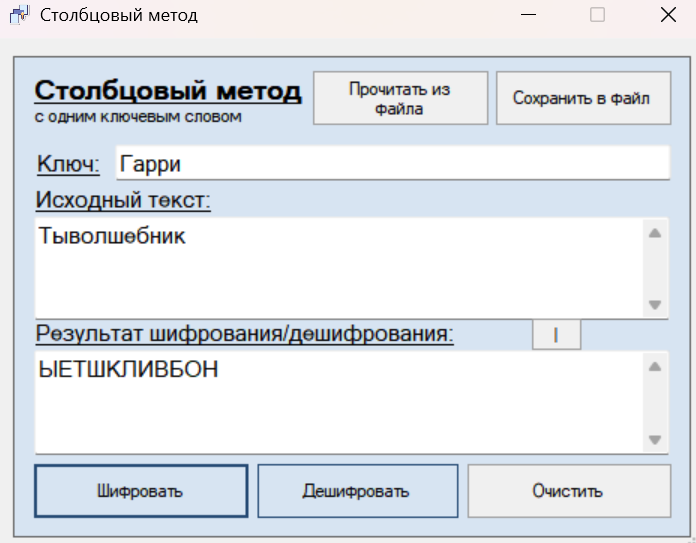 Столбцовый метод
Столбцовый метод
с одним ключевым словом
Прочитать из
файла
Сохранить в файл
Ключ:
Гарри
Исходный текст:
Тыволшебник
Результат шифрования/дешифрования:
|
ЫЕТШКЛИВБОН
Шифровать
Дешифровать
Очистить